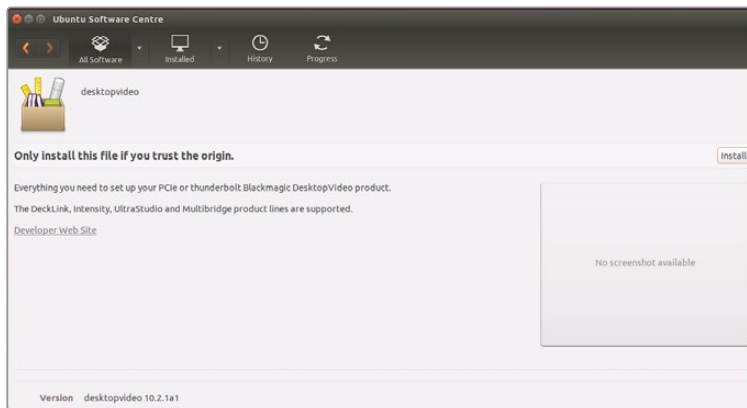 Ubuntu Software Centre
All Software
Installed
History
Progress
desktopvideo
Only install this file if you trust the origin.
Install
Everything you need to set up your PCIe or thunderbolt Blackmagic DesktopVideo product.
The DeckLink, Intensity, UltraStudio and Multibridge product lines are supported.
Developer Web Site
No screenshot available
Version desktopvideo 10.2.1a1